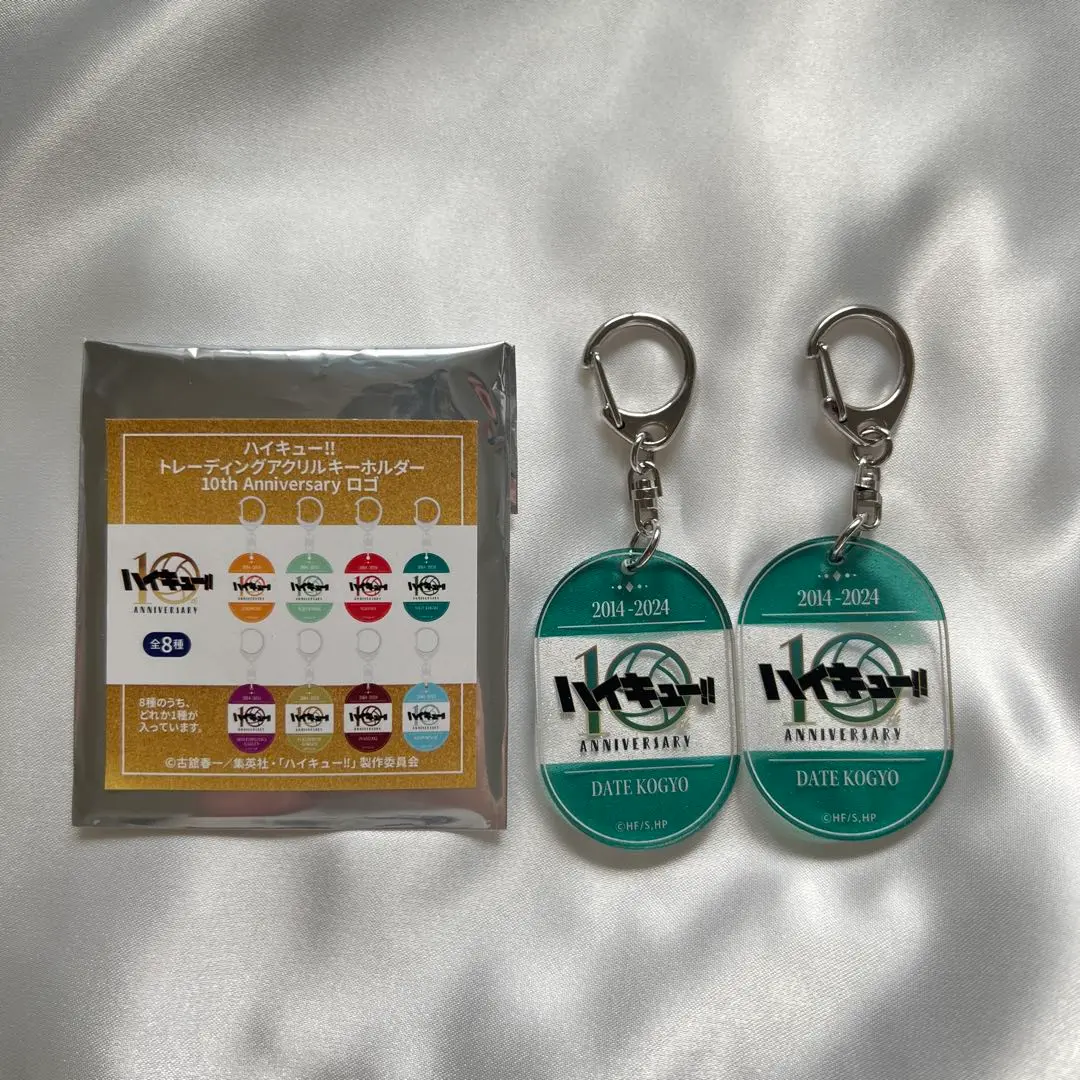 ハイキュー!!
トレーディングアクリルキーホルダー
10th Anniversary ロゴ
10
ハイキュー!!
ANNIVERSARY
全8種
8種のうち、
どれか1種が
入っています。
©古舘春一／集英社・「ハイキュー!!」製作委員会
2014-2024
10
ハイキュー!!
ANNIVERSARY
DATE KOGYO
©HF/S,HP
2014-2024
10
ハイキュー!!
ANNIVERSARY
DATE KOGYO
©HF/S,HP